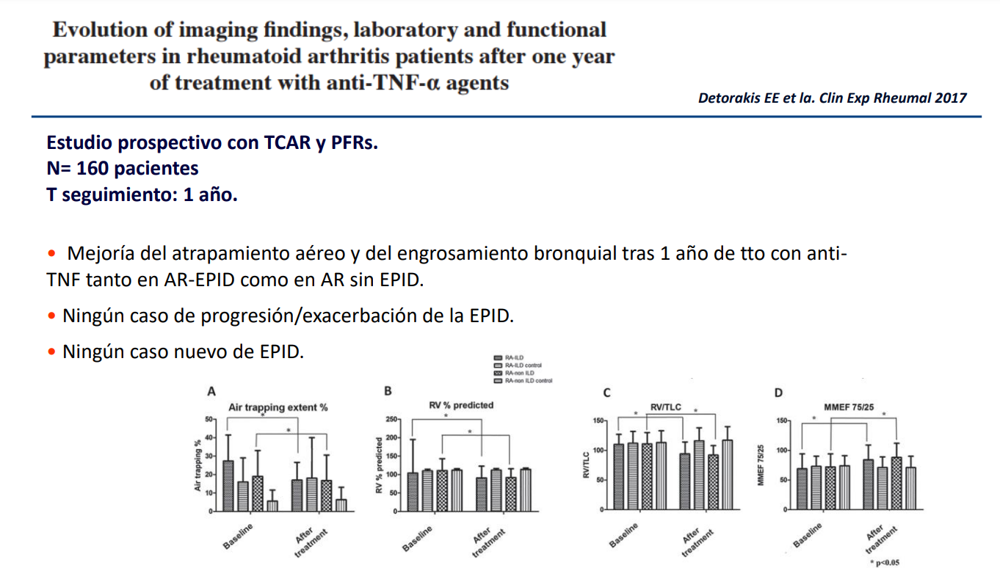 Evolution of imaging findings, laboratory and functional
parameters in rheumatoid arthritis patients after one year
of treatment with anti-TNF-α agents
Detorakis EE et la. Clin Exp Rheumal 2017
Estudio prospectivo con TCAR y PFRs.
N= 160 pacientes
T seguimiento: 1 año.
• Mejoría del atrapamiento aéreo y del engrosamiento bronquial tras 1 año de tto con anti-
TNF tanto en AR-EPID como en AR sin EPID.
• Ningún caso de progresión/exacerbación de la EPID.
• Ningún caso nuevo de EPID.
RA-ILD
RA-ILD control
RA-non ILD
RA-non ILD control
A
Air trapping extent %
Air trapping %
50
40
30
20
10
0
*
*
Baseline
After
treatment
B
RV % predicted
RV % predicted
250
200
150
100
50
0
*
*
Baseline
After
treatment
C
RV/TLC
RV/TLC
150
100
50
0
*
*
Baseline
After
treatment
D
MMEF 75/25
MMEF 75/25
150
100
50
0
*
*
Baseline
After
treatment
* p<0.05